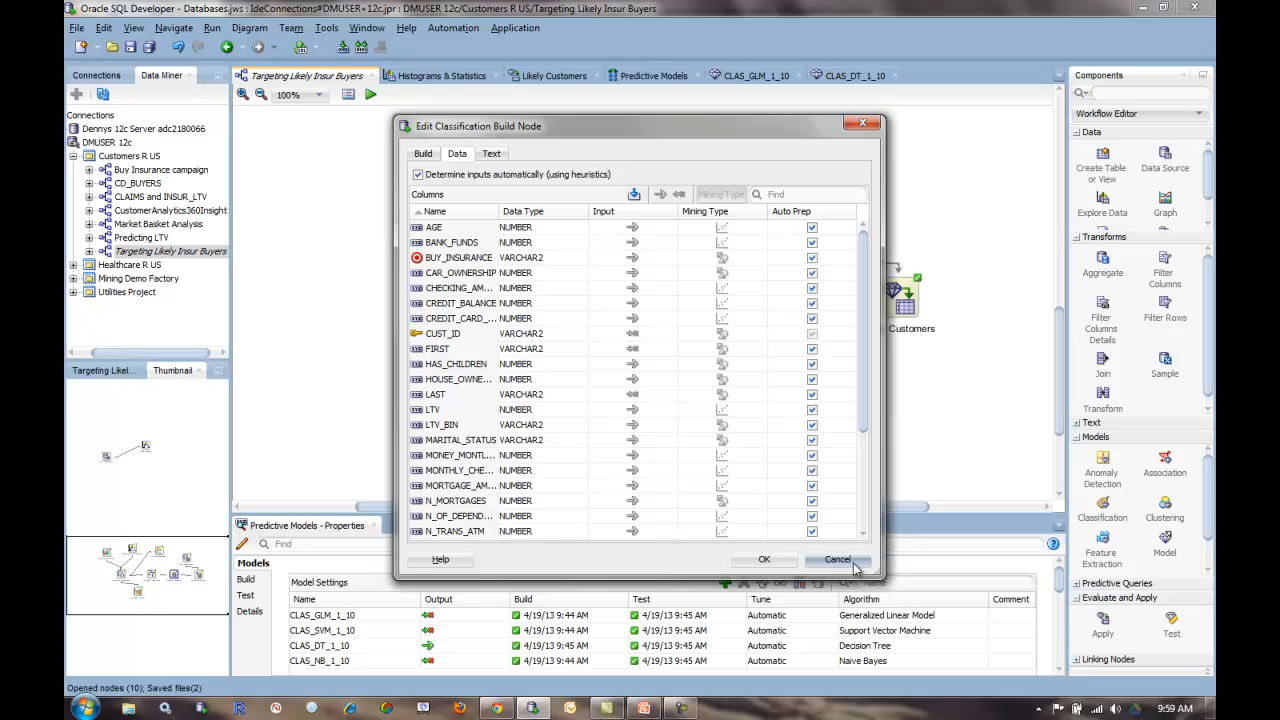 Oracle SQL Developer - Databases.jws : IdeConnections#DMUSER+12c.jpr : DMUSER 12c/Customers R US/Targeting Likely Insur Buyers
File Edit View Navigate Run Diagram Team Tools Window Help Automation Application
Connections Data Miner
Connections
Dennys 12c Server adc2180066
DMUSER 12c
Customers R US
Buy Insurance campaign
CD_BUYERS
CLAIMS and INSUR_LTV
CustomerAnalytics360Insight
Market Basket Analysis
Predicting LTV
Targeting Likely Insur Buyers
Healthcare R US
Mining Demo Factory
Utilities Project
Targeting Likel... Thumbnail
Targeting Likely Insur Buyers Histograms & Statistics Likely Customers Predictive Models CLAS_GLM_1_10 CLAS_DT_1_10
100%
Customers
Edit Classification Build Node
Build Data Text
Determine inputs automatically (using heuristics)
Columns Mining Type Find
Name Data Type Input Mining Type Auto Prep
AGE NUMBER
BANK_FUNDS NUMBER
BUY_INSURANCE VARCHAR2
CAR_OWNERSHIP NUMBER
CHECKING_AM... NUMBER
CREDIT_BALANCE NUMBER
CREDIT_CARD_... NUMBER
CUST_ID VARCHAR2
FIRST VARCHAR2
HAS_CHILDREN NUMBER
HOUSE_OWNE... NUMBER
LAST VARCHAR2
LTV NUMBER
LTV_BIN VARCHAR2
MARITAL_STATUS VARCHAR2
MONEY_MONTL... NUMBER
MONTHLY_CHE... NUMBER
MORTGAGE_AM... NUMBER
N_MORTGAGES NUMBER
N_OF_DEPEND... NUMBER
N_TRANS_ATM NUMBER
Help OK Cancel
Predictive Models - Properties
Find
Models
Build
Test
Details
Model Settings
Name Output Build Test Tune Algorithm Comment
CLAS_GLM_1_10 4/19/13 9:44 AM 4/19/13 9:45 AM Automatic Generalized Linear Model
CLAS_SVM_1_10 4/19/13 9:44 AM 4/19/13 9:45 AM Automatic Support Vector Machine
CLAS_DT_1_10 4/19/13 9:44 AM 4/19/13 9:45 AM Automatic Decision Tree
CLAS_NB_1_10 4/19/13 9:44 AM 4/19/13 9:45 AM Automatic Naive Bayes
Components
Workflow Editor
Data
Create Table or View Data Source
Explore Data Graph
Transforms
Aggregate Filter Columns
Filter Columns Details Filter Rows
Join Sample
Transform
Text
Models
Anomaly Detection Association
Classification Clustering
Feature Extraction Model
Predictive Queries
Evaluate and Apply
Apply Test
Linking Nodes
Opened nodes (10); Saved files(2)
9:59 AM